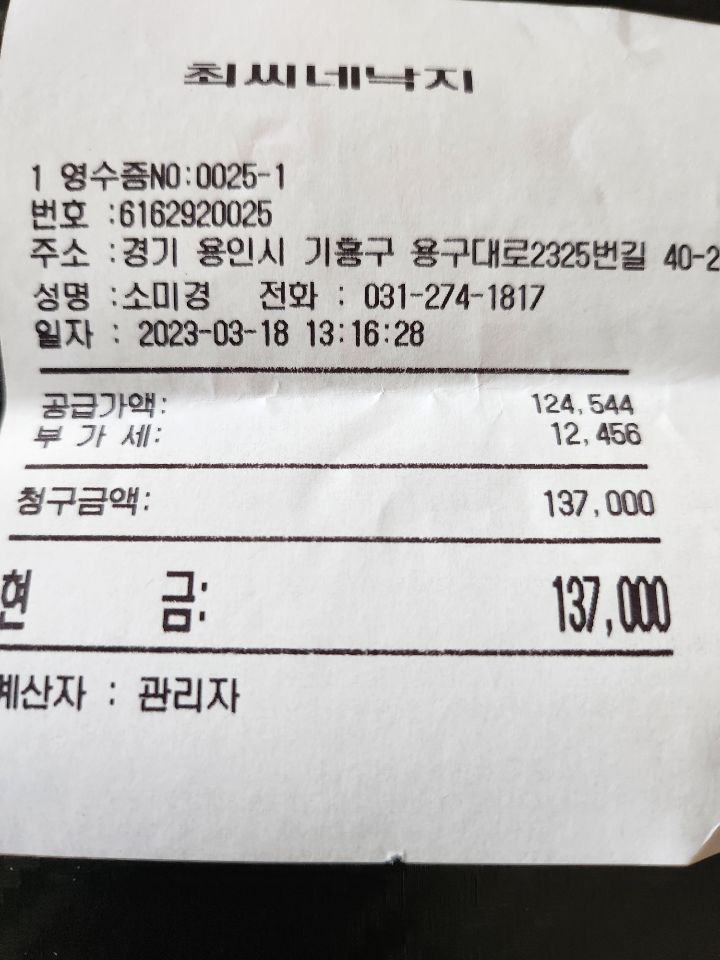 최씨네낙지
1 영수증NO:0025-1
번호 :6162920025
주소 :경기 용인시 기흥구 용구대로2325번길 40-2
성명 :소미경 전화 : 031-274-1817
일자 : 2023-03-18 13:16:28
공급가액: 124,544
부 가 세: 12,456
청구금액: 137,000
현 금: 137,000
계산자 : 관리자